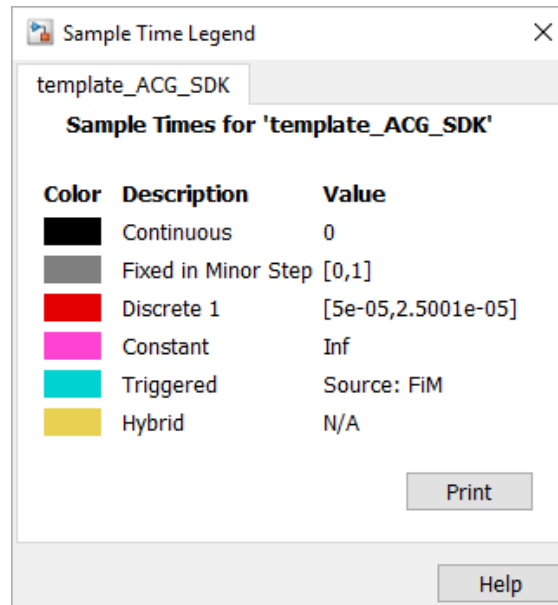 Sample Time Legend
template_ACG_SDK
Sample Times for 'template_ACG_SDK'
Color Description Value
Continuous 0
Fixed in Minor Step [0,1]
Discrete 1 [5e-05,2.5001e-05]
Constant Inf
Triggered Source: FiM
Hybrid N/A
Print
Help